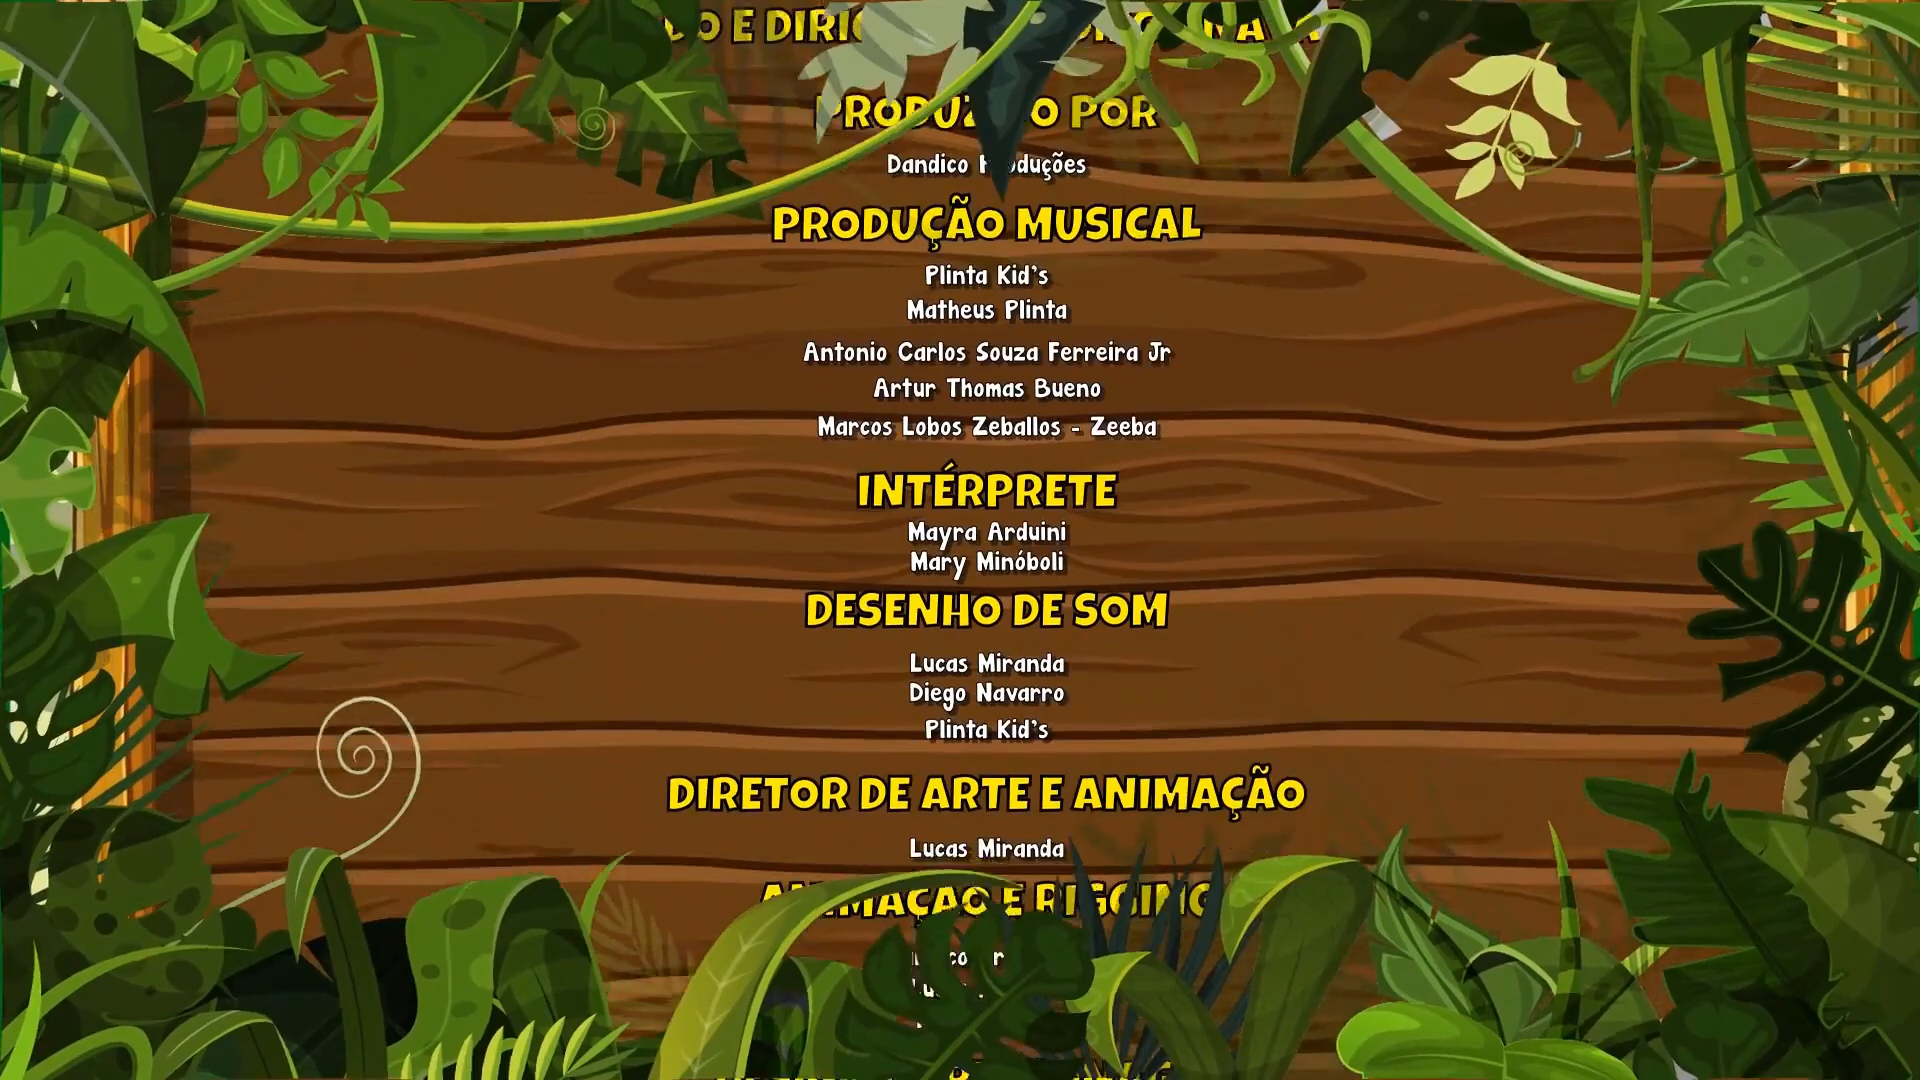 O E
POR
Dandico
PRODUÇÃO MUSICAL
Plinta Kid's
Matheus Plinta
Antonio Carlos Souza Ferreira Jr
Artur Thomas Bueno
Marcos Lobos Zeballos - Zeeba
INTÉRPRETE
Mayra Arduini
Mary Minóboli
DESENHO DE SOM
Lucas Miranda
Diego Navarro
Plinta Kid's
DIRETOR DE ARTE E ANIMAÇÃO
Lucas Miranda
E